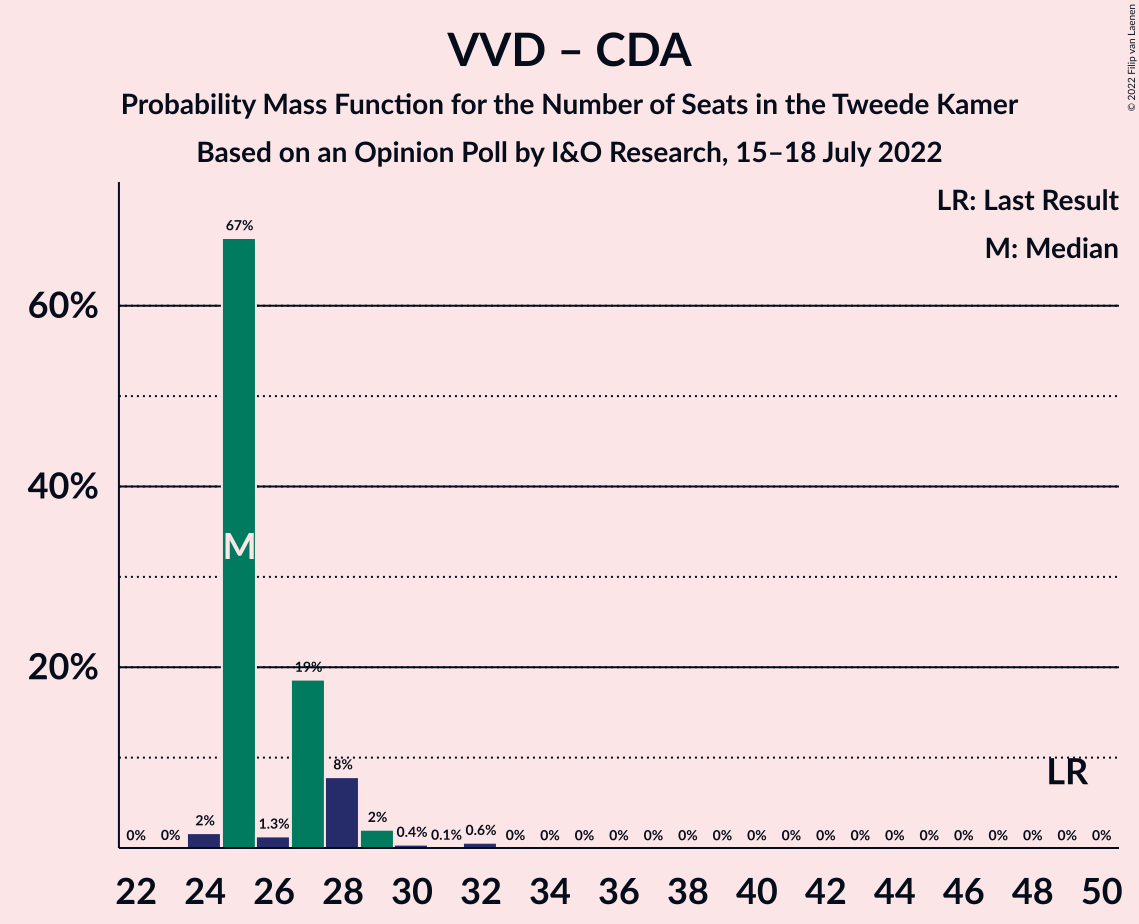 VVD – CDA
Probability Mass Function for the Number of Seats in the Tweede Kamer
Based on an Opinion Poll by I&O Research, 15–18 July 2022
© 2022 Filip van Laenen
LR: Last Result
M: Median
60%
40%
20%
0% 0% 2% 67% 1.3% 19% 8% 2% 0.4% 0.1% 0.6% 0% 0% 0% 0% 0% 0% 0% 0% 0% 0% 0% 0% 0% 0% 0% 0% 0% 0%
M
LR
22 24 26 28 30 32 34 36 38 40 42 44 46 48 50